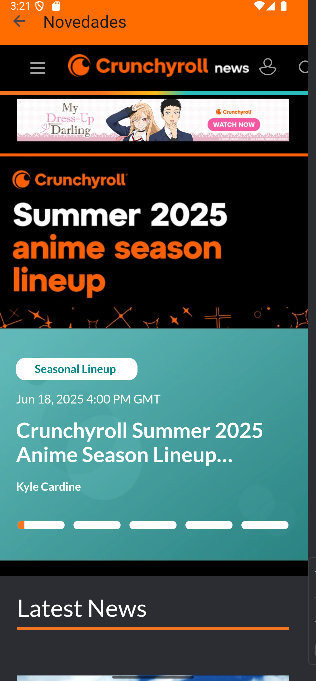 3:21
Novedades
Crunchyroll news
My
Dress-Up
Darling
Crunchyroll
WATCH NOW
Crunchyroll
Summer 2025
anime season
lineup
Seasonal Lineup
Jun 18, 2025 4:00 PM GMT
Crunchyroll Summer 2025
Anime Season Lineup...
Kyle Cardine
Latest News